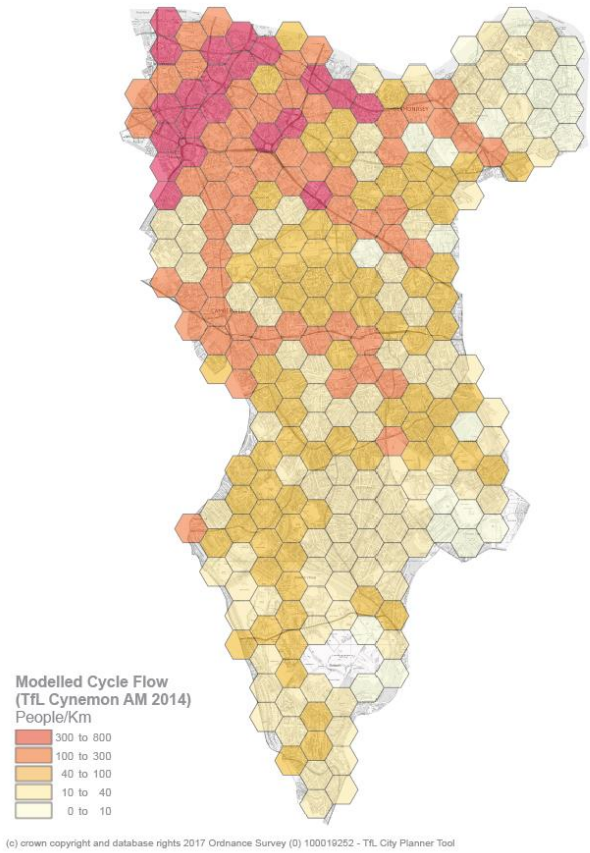 Modelled Cycle Flow
(TfL Cynemon AM 2014)
People/Km
300 to 800
100 to 300
40 to 100
10 to 40
0 to 10
(c) crown copyright and database rights 2017 Ordnance Survey (0) 100019252 - TfL City Planner Tool